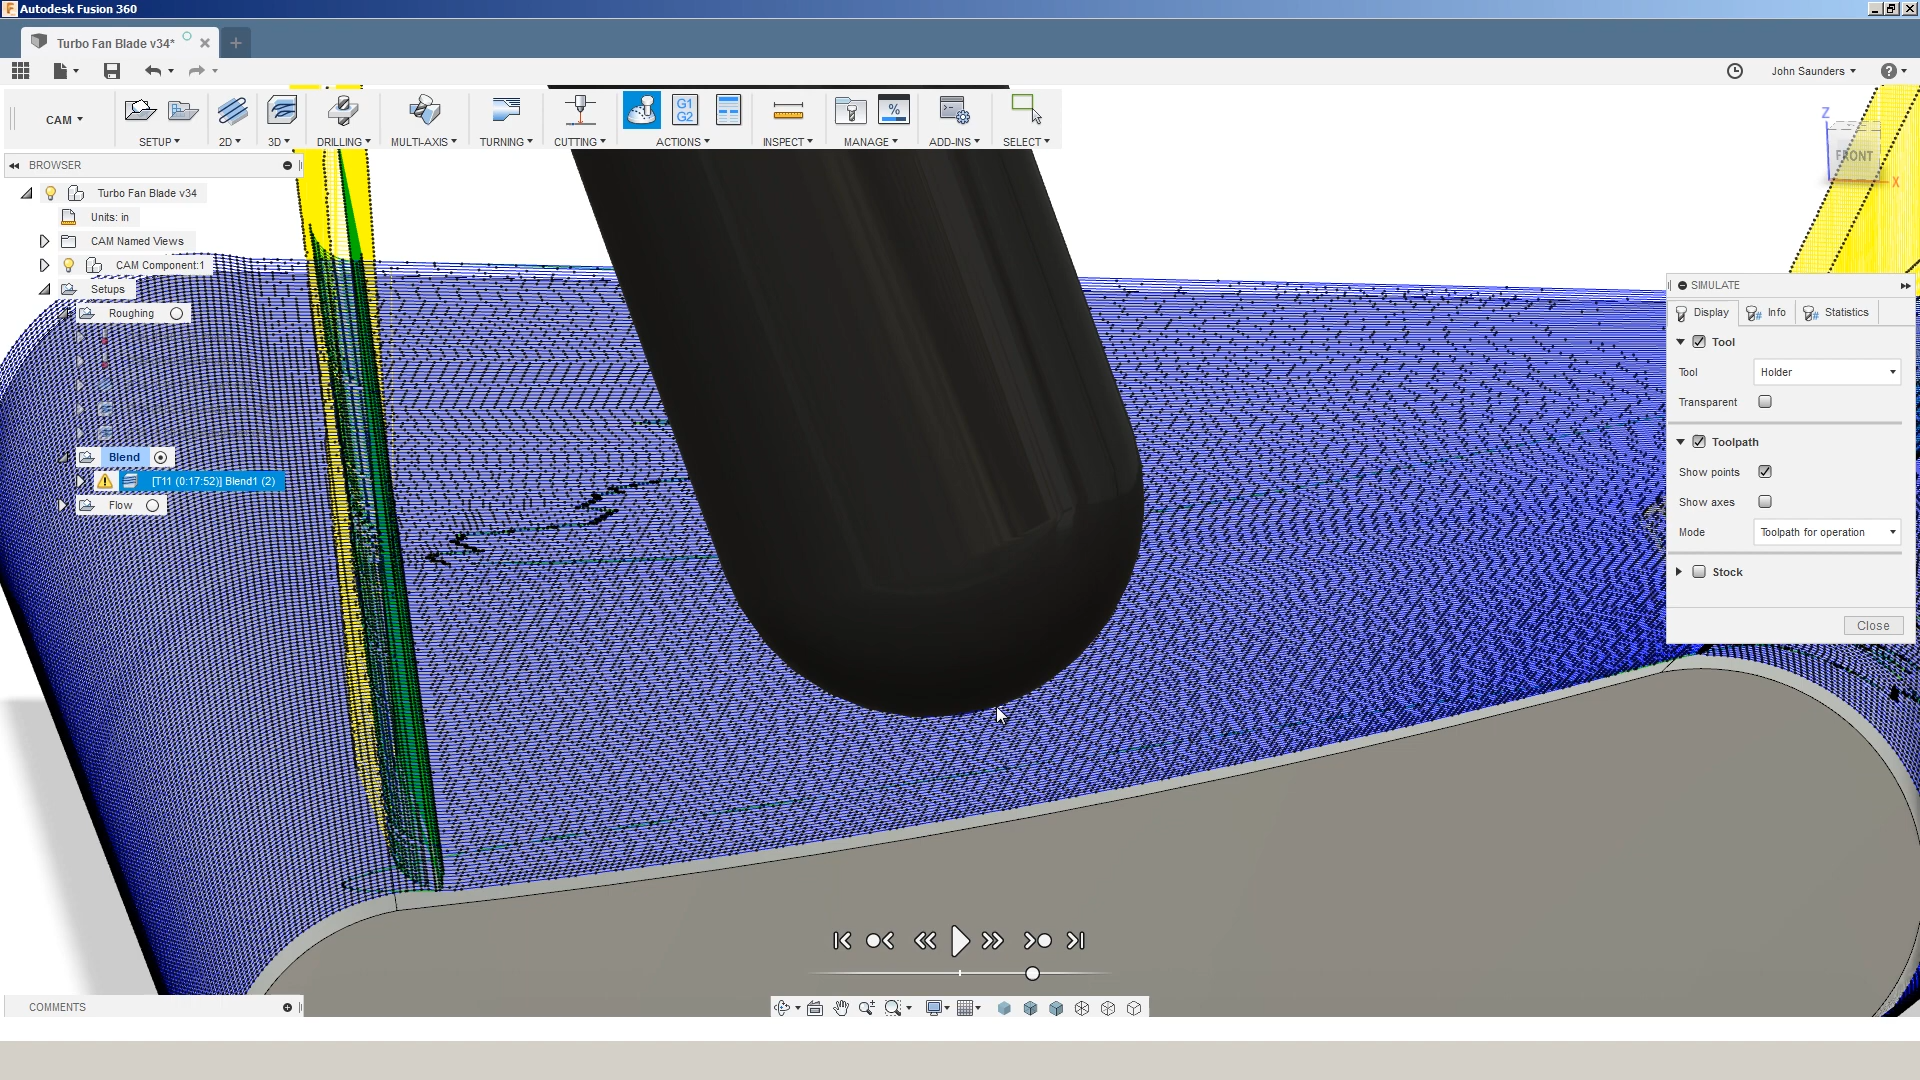 Autodesk Fusion 360
Turbo Fan Blade v34*
John Saunders
CAM
SETUP
2D
3D
DRILLING
MULTI-AXIS
TURNING
CUTTING
G1
G2
ACTIONS
INSPECT
%
MANAGE
ADD-INS
SELECT
BROWSER
Turbo Fan Blade v34
Units: in
CAM Named Views
CAM Component:1
Setups
Roughing
Blend
[T11 (0:17:52)] Blend1 (2)
Flow
Z
FRONT
X
SIMULATE
Display
Info
Statistics
Tool
Tool Holder
Transparent
Toolpath
Show points
Show axes
Mode Toolpath for operation
Stock
Close
COMMENTS